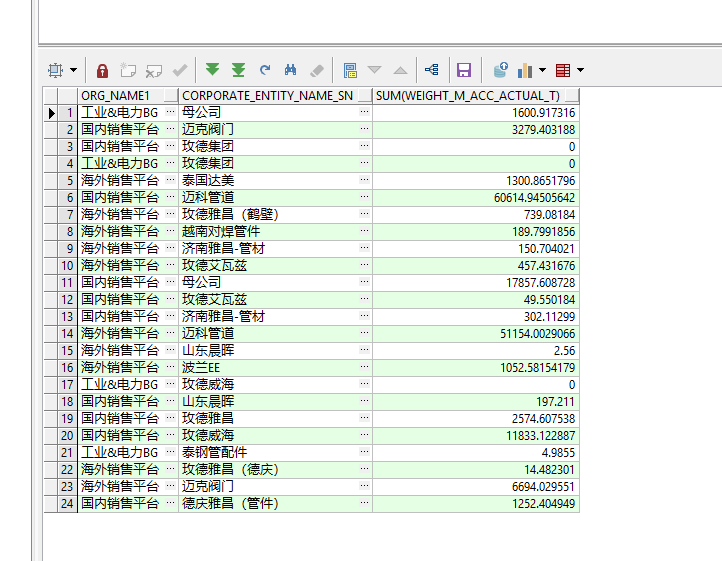 ORG_NAME1 CORPORATE_ENTITY_NAME_SN SUM(WEIGHT_M_ACC_ACTUAL_T)
1 工业&电力BG ··· 母公司 ··· 1600.917316
2 国内销售平台 ··· 迈克阀门 ··· 3279.403188
3 国内销售平台 ··· 玫德集团 ··· 0
4 工业&电力BG ··· 玫德集团 ··· 0
5 海外销售平台 ··· 泰国达美 ··· 1300.8651796
6 国内销售平台 ··· 迈科管道 ··· 60614.94505642
7 海外销售平台 ··· 玫德雅昌（鹤壁） ··· 739.08184
8 海外销售平台 ··· 越南对焊管件 ··· 189.7991856
9 海外销售平台 ··· 济南雅昌-管材 ··· 150.704021
10 海外销售平台 ··· 玫德艾瓦兹 ··· 457.431676
11 国内销售平台 ··· 母公司 ··· 17857.608728
12 国内销售平台 ··· 玫德艾瓦兹 ··· 49.550184
13 国内销售平台 ··· 济南雅昌-管材 ··· 302.11299
14 海外销售平台 ··· 迈科管道 ··· 51154.0029066
15 海外销售平台 ··· 山东晨晖 ··· 2.56
16 海外销售平台 ··· 波兰EE ··· 1052.58154179
17 工业&电力BG ··· 玫德威海 ··· 0
18 国内销售平台 ··· 山东晨晖 ··· 197.211
19 国内销售平台 ··· 玫德雅昌 ··· 2574.607538
20 国内销售平台 ··· 玫德威海 ··· 11833.122887
21 工业&电力BG ··· 泰钢管配件 ··· 4.9855
22 海外销售平台 ··· 玫德雅昌（德庆） ··· 14.482301
23 海外销售平台 ··· 迈克阀门 ··· 6694.029551
24 国内销售平台 ··· 德庆雅昌（管件） ··· 1252.404949